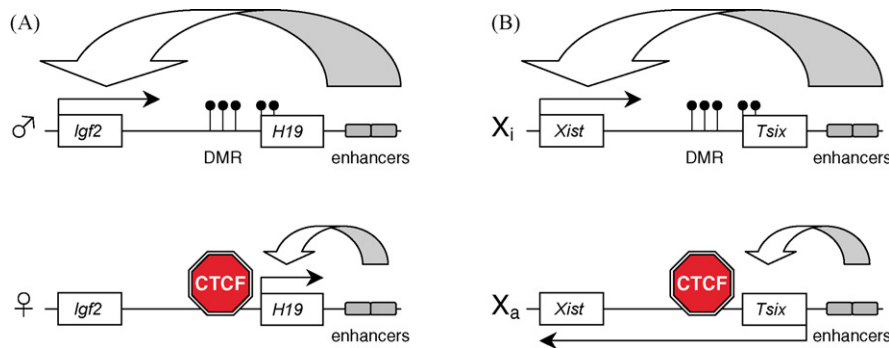 (A)
(B)
♂ Igf2 DMR H19 enhancers
Xi Xist DMR Tsix enhancers
♀ Igf2 CTCF H19 enhancers
Xa Xist CTCF Tsix enhancers